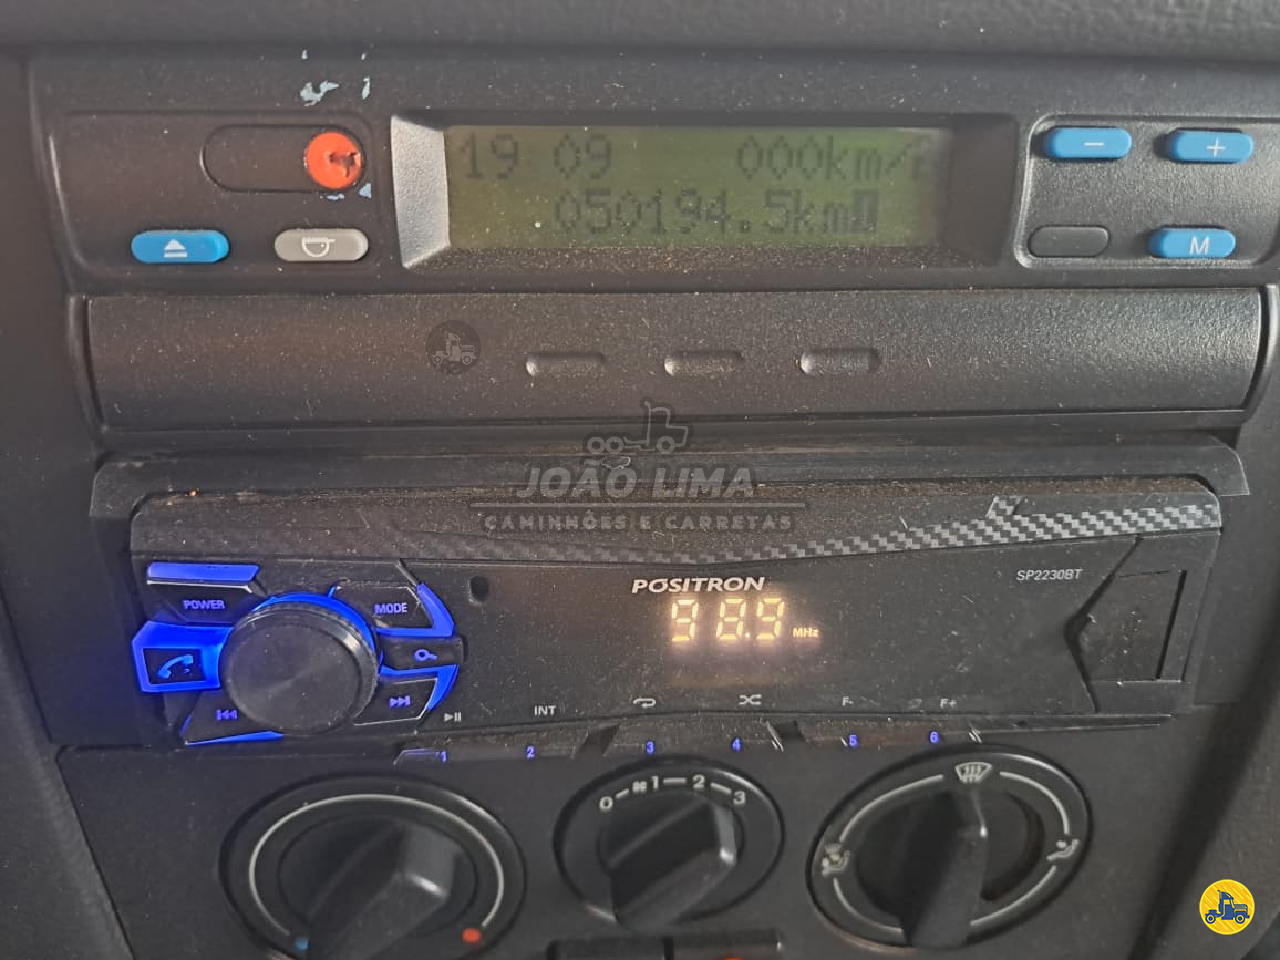 19 09 000km/
050194.5km
− +
M
JOÃO LIMA
CAMINHÕES E CARRETAS
POSITRON
SP2230BT
POWER
MODE
98.9 MHz
INT F- F+
1 2 3 4 5 6
0 1 2 3